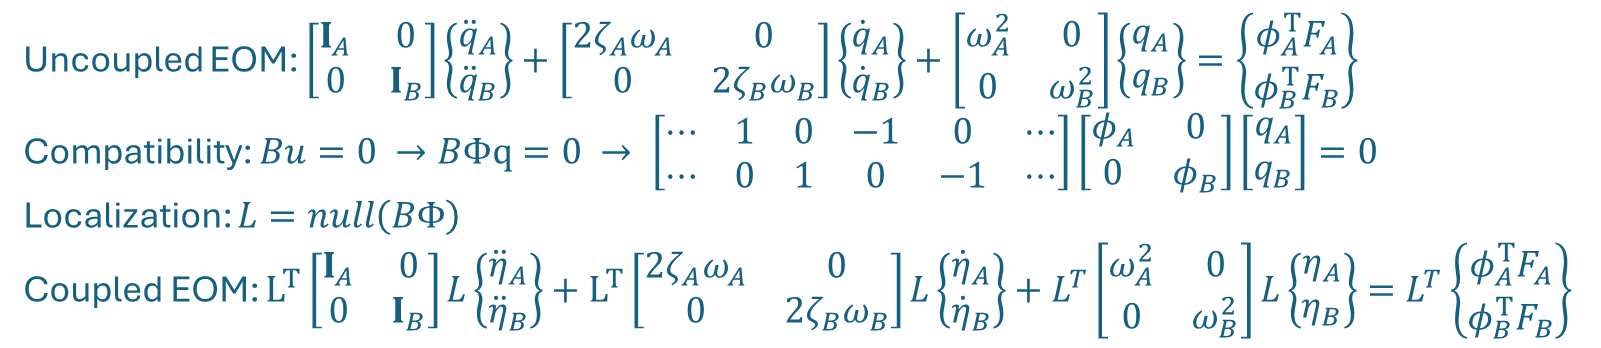 Uncoupled EOM: [I_A 0; 0 I_B]{q̈_A; q̈_B} + [2ζ_Aω_A 0; 0 2ζ_Bω_B]{q̇_A; q̇_B} + [ω_A^2 0; 0 ω_B^2]{q_A; q_B} = {ϕ_A^T F_A; ϕ_B^T F_B}
Compatibility: Bu = 0 → BΦq = 0 → [⋯ 1 0 −1 0 ⋯; ⋯ 0 1 0 −1 ⋯][ϕ_A 0; 0 ϕ_B][q_A; q_B] = 0
Localization: L = null(BΦ)
Coupled EOM: L^T [I_A 0; 0 I_B] L {η̈_A; η̈_B} + L^T [2ζ_Aω_A 0; 0 2ζ_Bω_B] L {η̇_A; η̇_B} + L^T [ω_A^2 0; 0 ω_B^2] L {η_A; η_B} = L^T {ϕ_A^T F_A; ϕ_B^T F_B}